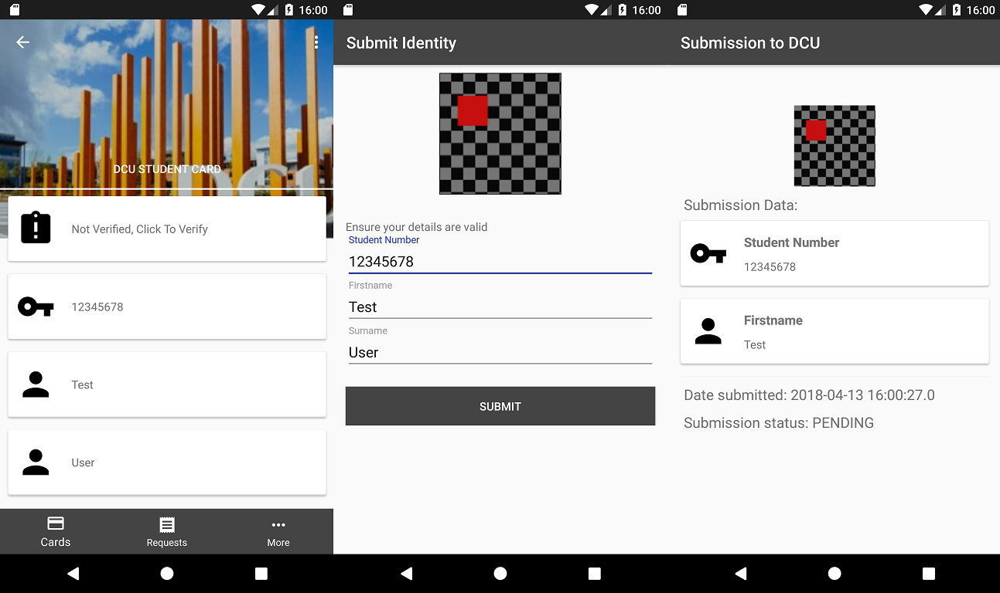 16:00
DCU STUDENT CARD
Not Verified, Click To Verify
12345678
Test
User
Cards
Requests
More
16:00
Submit Identity
Ensure your details are valid
Student Number
12345678
Firstname
Test
Surname
User
SUBMIT
16:00
Submission to DCU
Submission Data:
Student Number
12345678
Firstname
Test
Date submitted: 2018-04-13 16:00:27.0
Submission status: PENDING